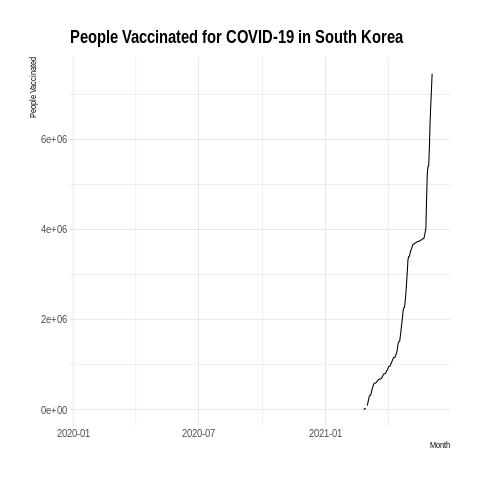 People Vaccinated for COVID-19 in South Korea
People Vaccinated
6e+06
4e+06
2e+06
0e+00
2020-01 2020-07 2021-01
Month